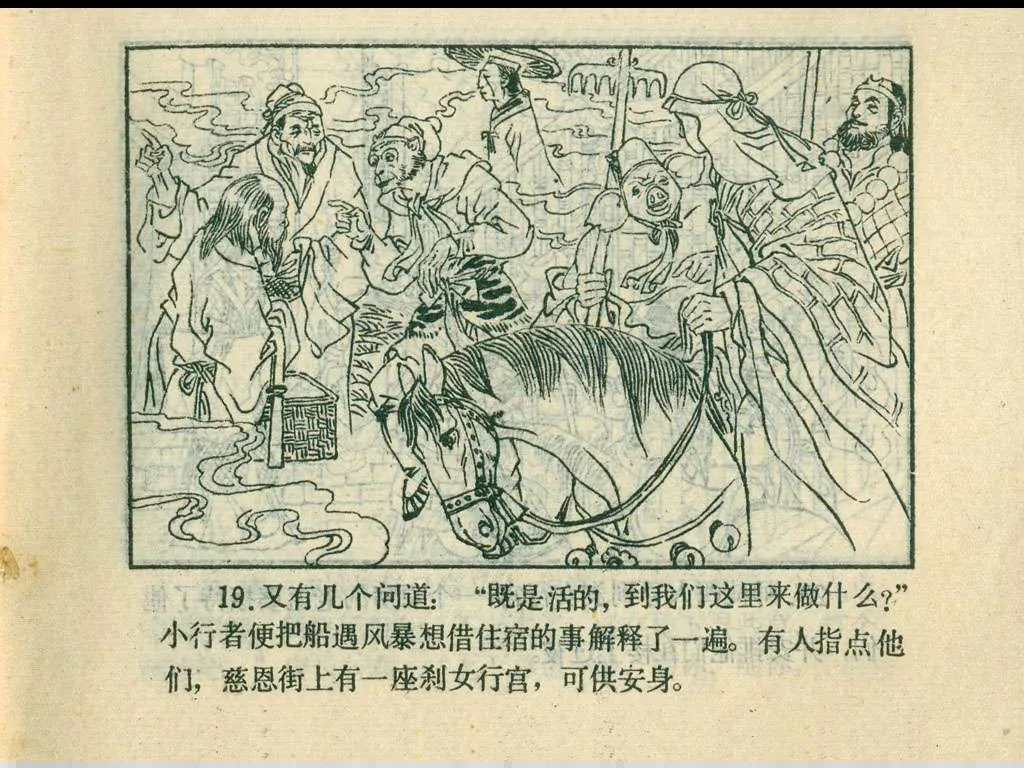 19.又有几个问道：“既是活的，到我们这里来做什么？”
小行者便把船遇风暴想借住宿的事解释了一遍。有人指点他
们，慈恩街上有一座刹女行宫，可供安身。